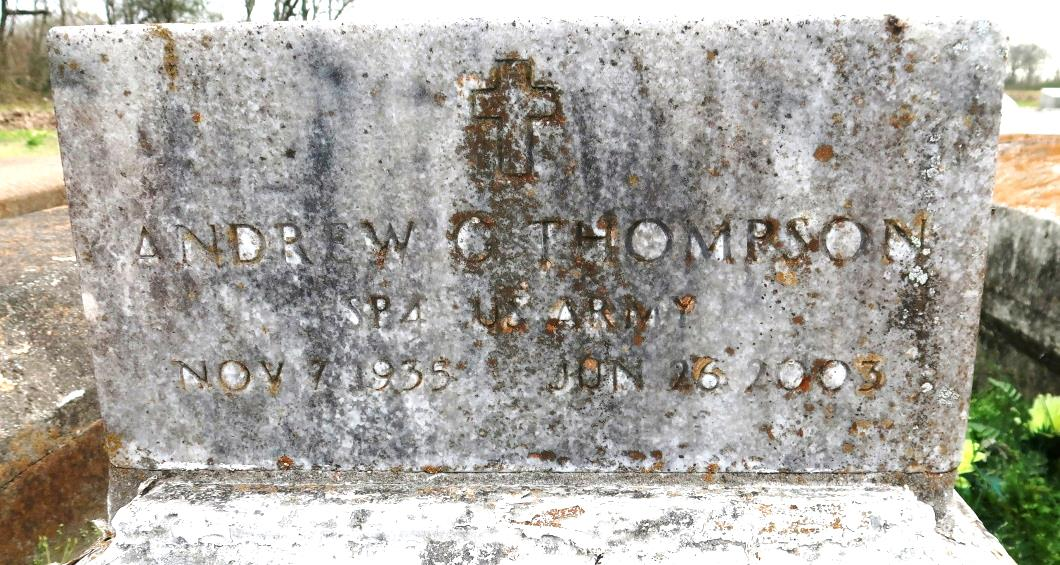 ANDREW C THOMPSON
SP4 US ARMY
NOV 7 1935 JUN 26 2003